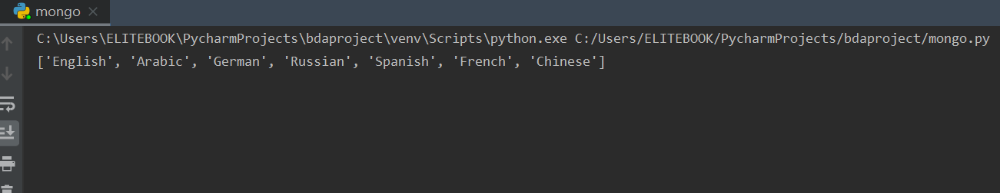 mongo
C:\Users\ELITEBOOK\PycharmProjects\bdaproject\venv\Scripts\python.exe C:/Users/ELITEBOOK/PycharmProjects/bdaproject/mongo.py
['English', 'Arabic', 'German', 'Russian', 'Spanish', 'French', 'Chinese']